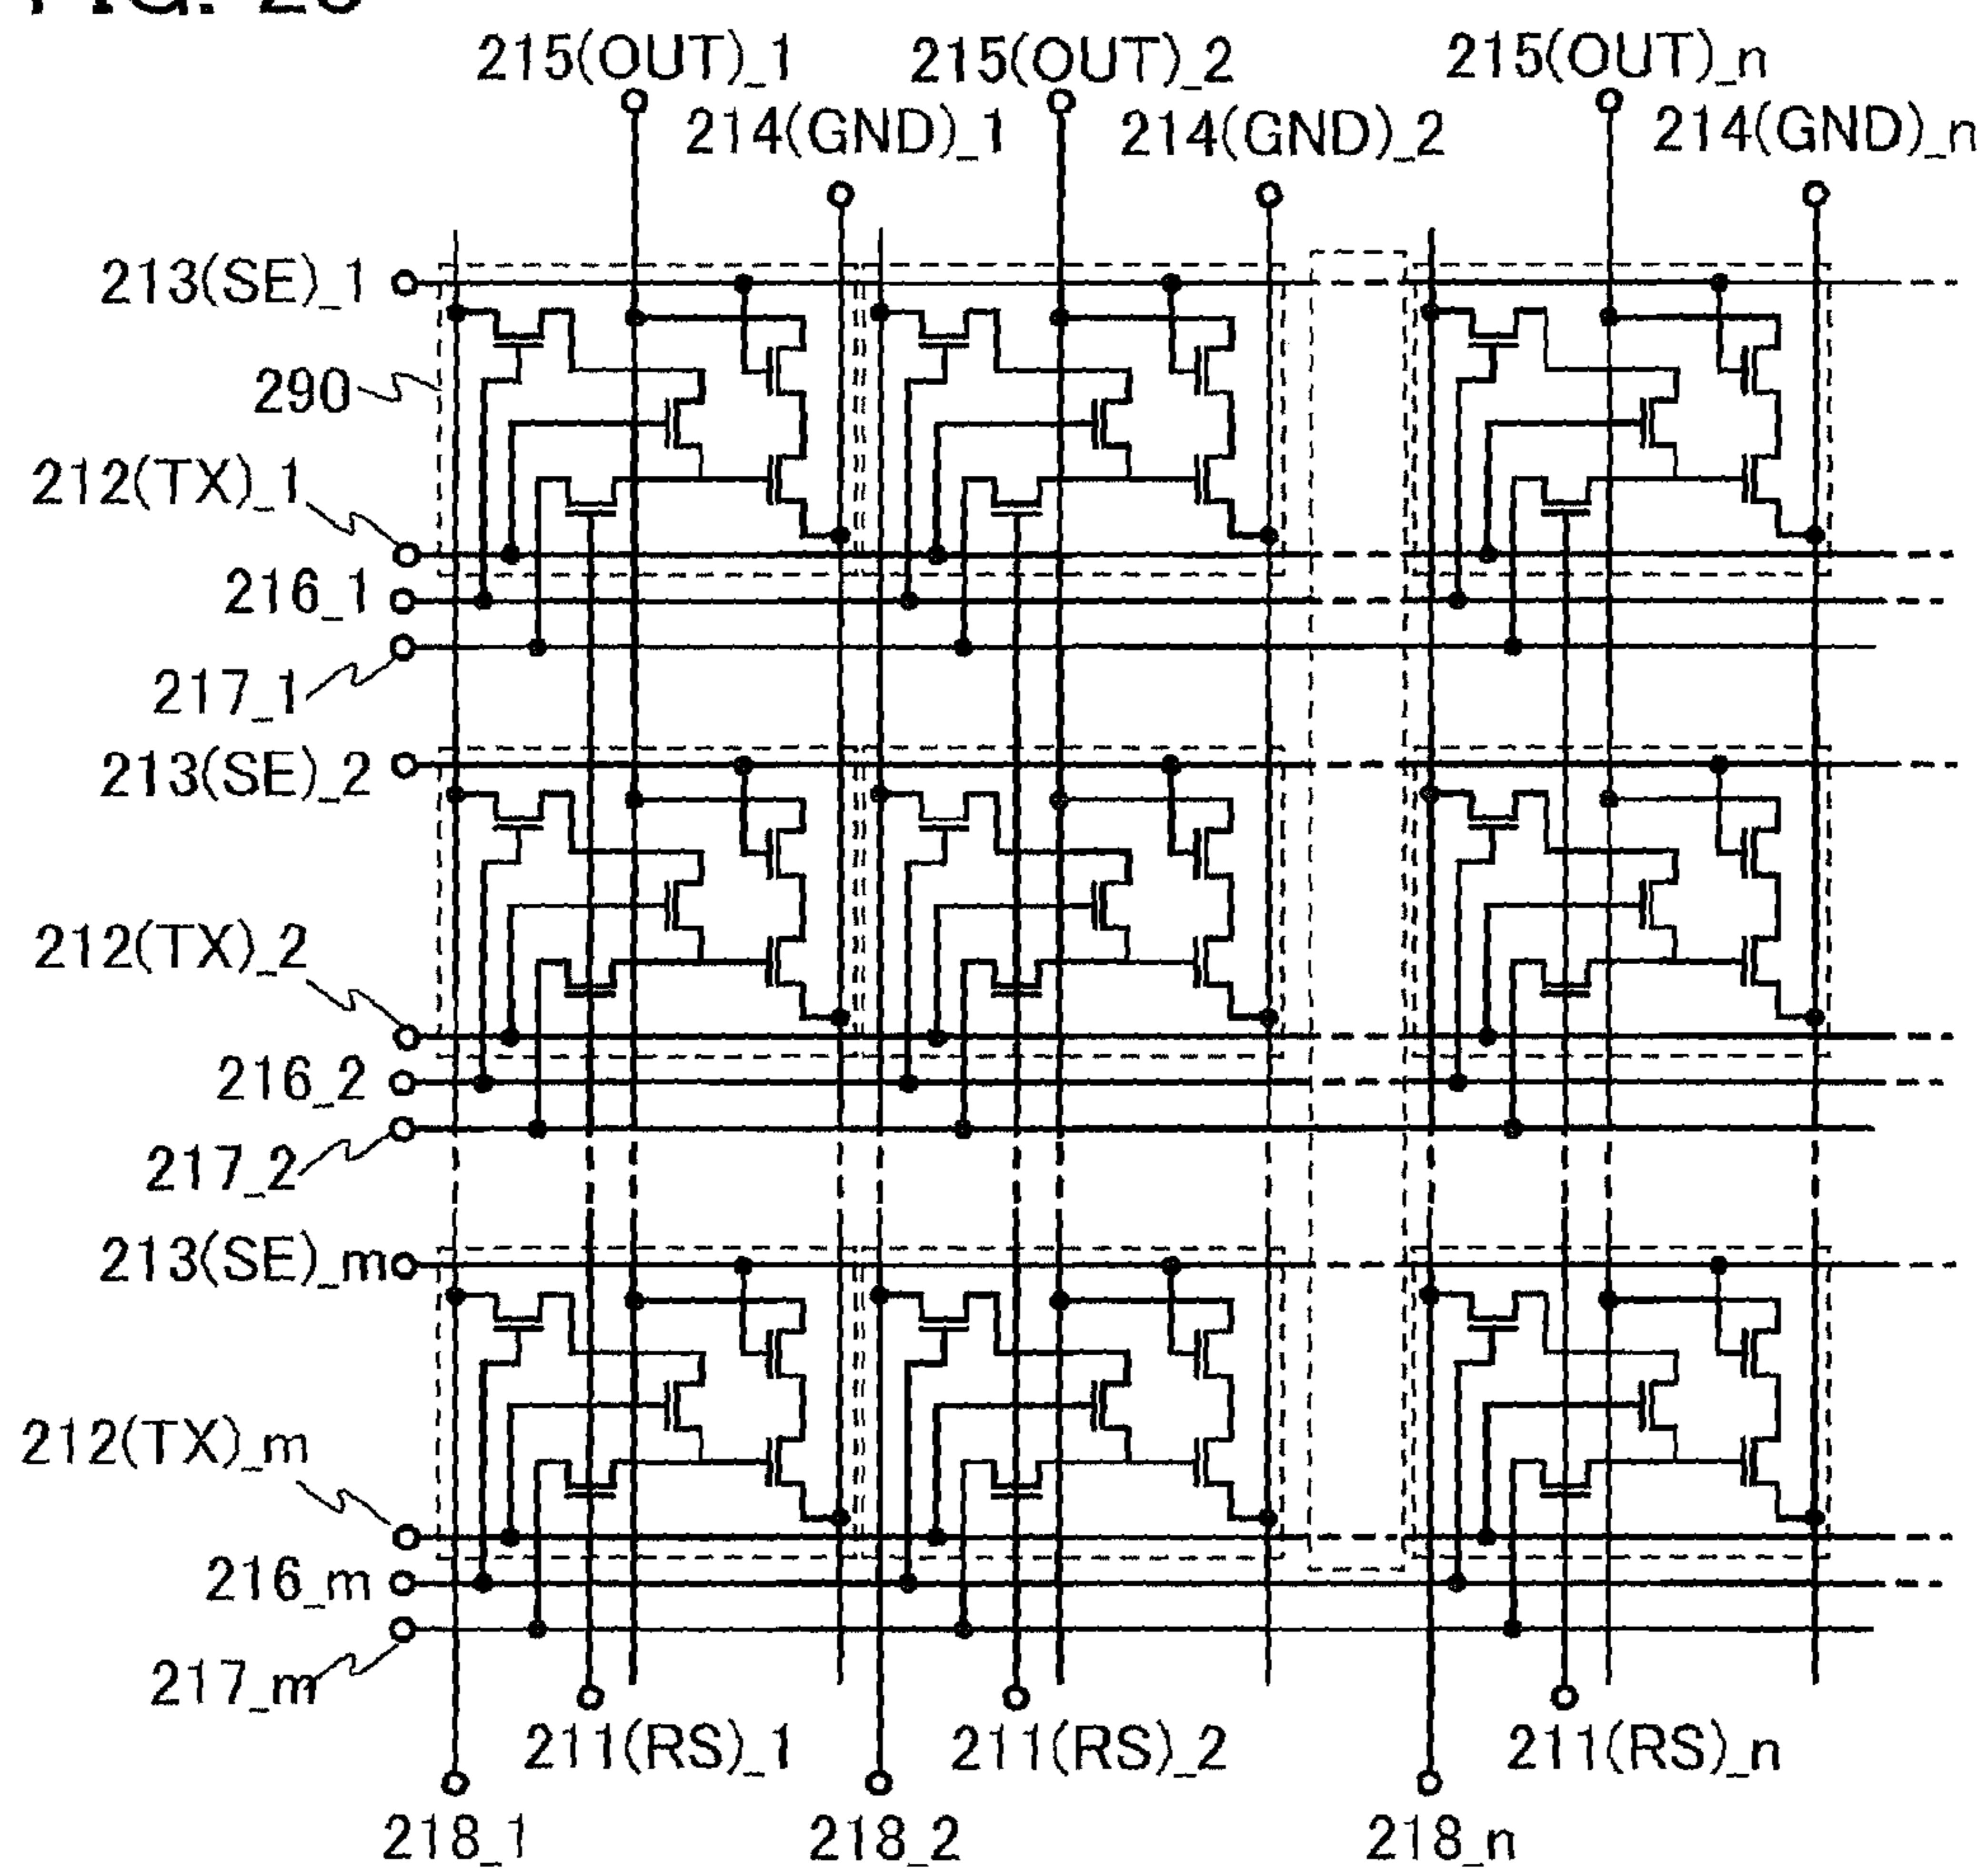 215(OUT)_1 215(OUT)_2 215(OUT)_n
214(GND)_1 214(GND)_2 214(GND)_n
213(SE)_1
290
212(TX)_1
216_1
217_1
213(SE)_2
212(TX)_2
216_2
217_2
213(SE)_m
212(TX)_m
216_m
217_m
211(RS)_1 211(RS)_2 211(RS)_n
218_1 218_2 218_n